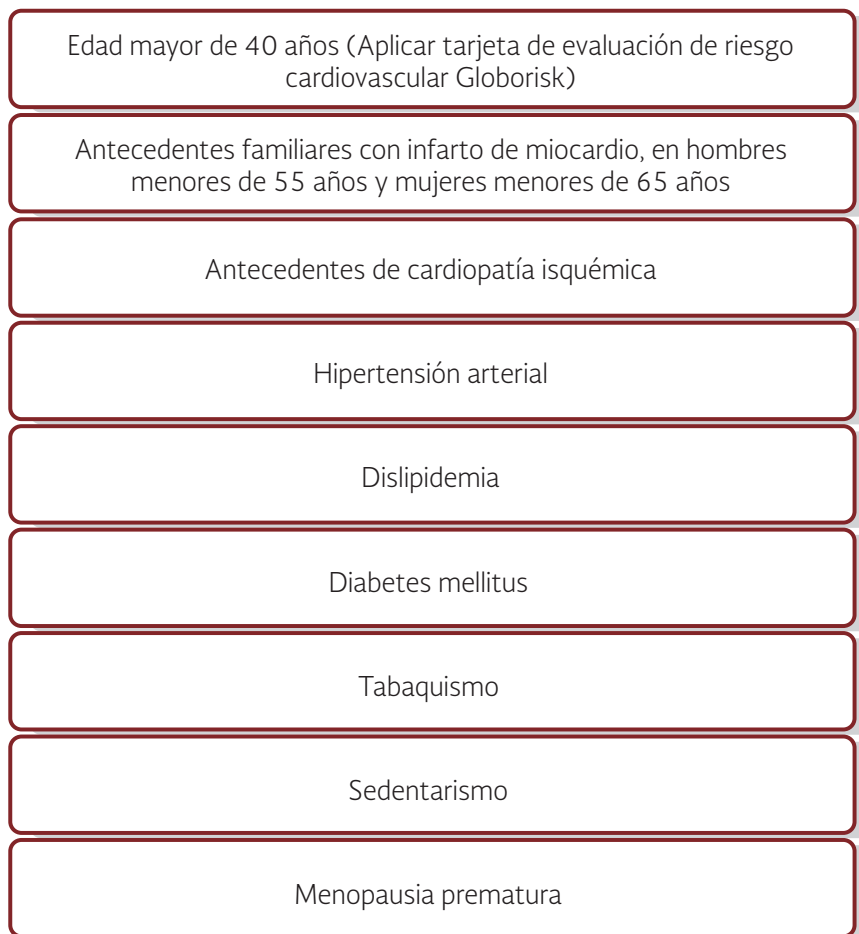 Edad mayor de 40 años (Aplicar tarjeta de evaluación de riesgo
cardiovascular Globorisk)
Antecedentes familiares con infarto de miocardio, en hombres
menores de 55 años y mujeres menores de 65 años
Antecedentes de cardiopatía isquémica
Hipertensión arterial
Dislipidemia
Diabetes mellitus
Tabaquismo
Sedentarismo
Menopausia prematura